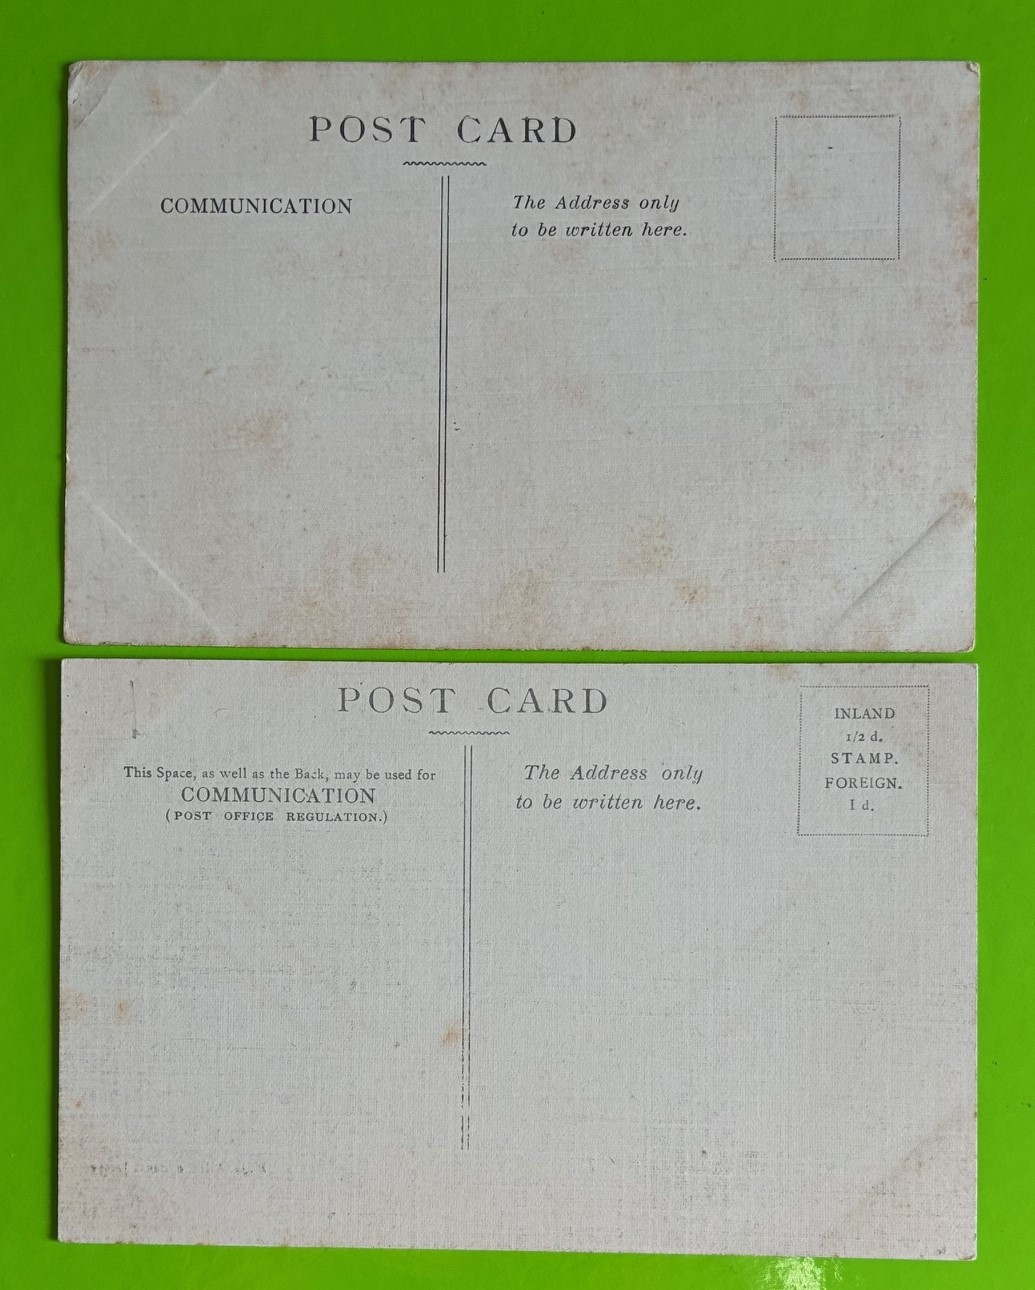 POST CARD
COMMUNICATION
The Address only
to be written here.
POST CARD
This Space, as well as the Back, may be used for
COMMUNICATION
(POST OFFICE REGULATION.)
The Address only
to be written here.
INLAND
1/2 d.
STAMP.
FOREIGN.
I d.